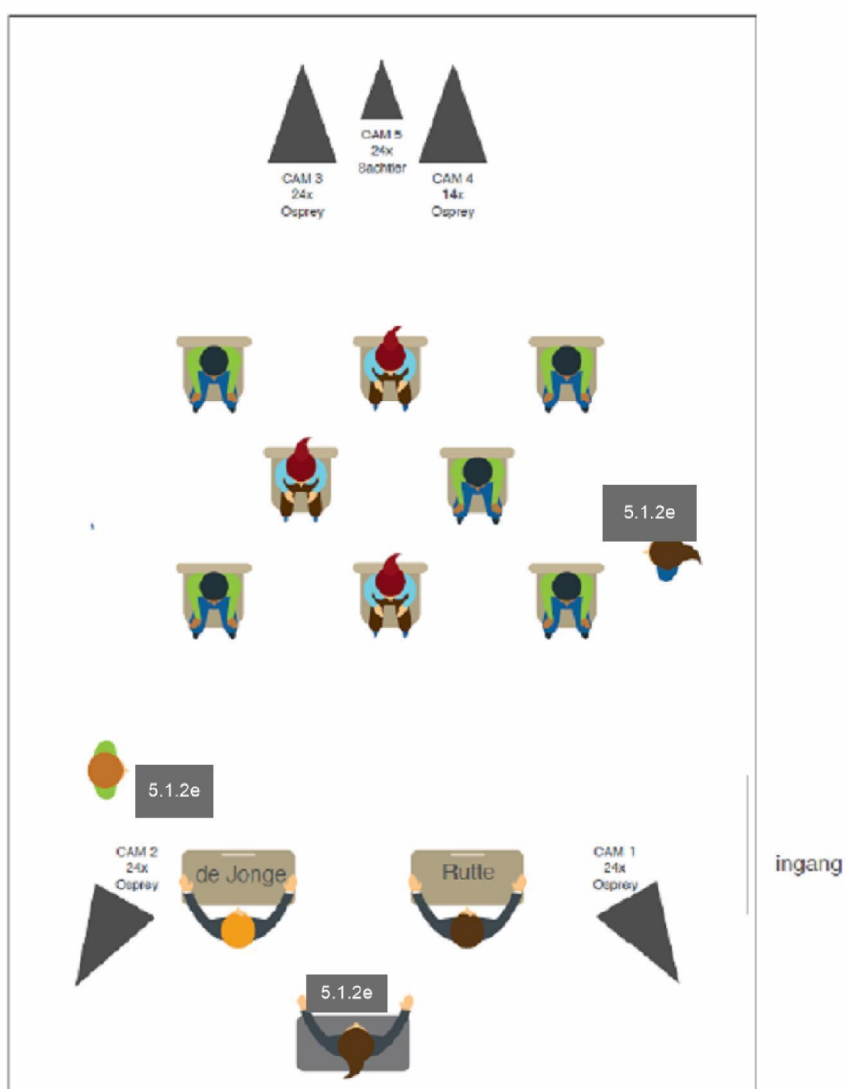 CAM 5
24x
Sachtler
CAM 3
24x
Osprey
CAM 4
14x
Osprey
5.1.2e
5.1.2e
CAM 2
24x
Osprey
de Jonge
Rutte
CAM 1
24x
Osprey
ingang
5.1.2e